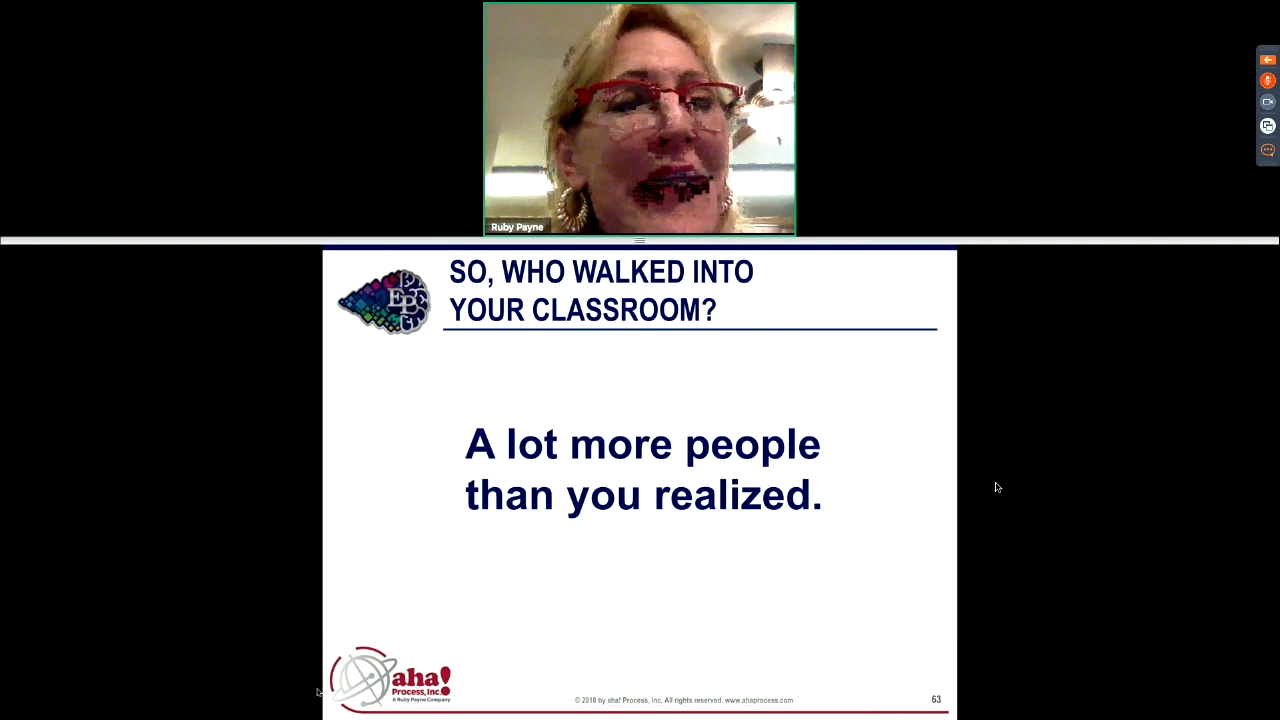 Ruby Payne
SO, WHO WALKED INTO
YOUR CLASSROOM?
A lot more people
than you realized.
aha!
Process, Inc.
A Ruby Payne Company
© 2018 by aha! Process, Inc. All rights reserved. www.ahaprocess.com
63